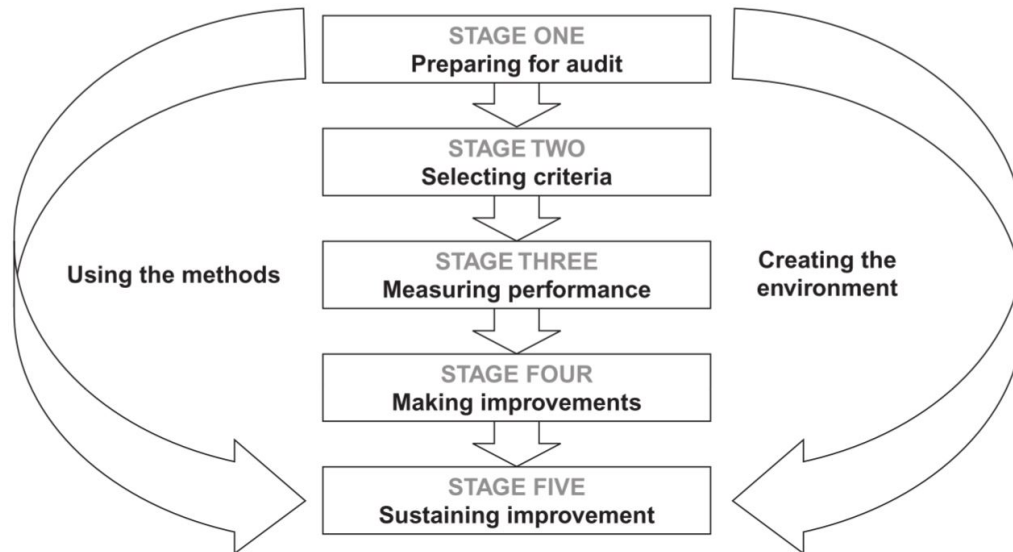 STAGE ONE
Preparing for audit
STAGE TWO
Selecting criteria
STAGE THREE
Measuring performance
Using the methods
Creating the
environment
STAGE FOUR
Making improvements
STAGE FIVE
Sustaining improvement